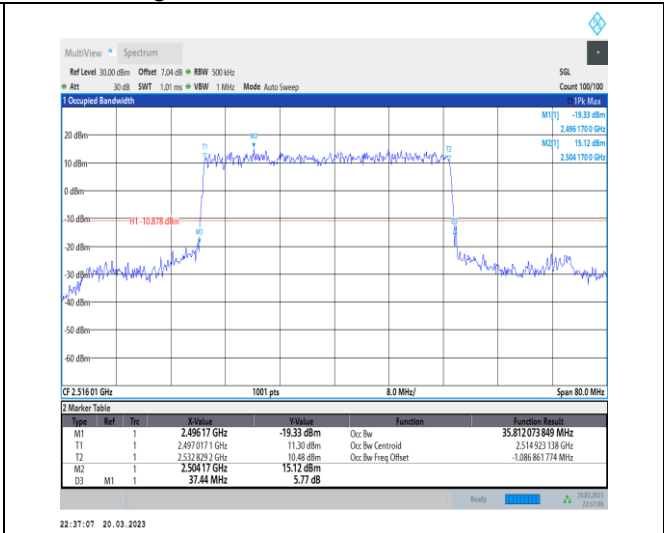 MultiView Spectrum
Ref Level 30.00 dBm Offset 7.04 dB RBW 500 kHz SGL
Att 30 dB SWT 1.01 ms VBW 1 MHz Mode Auto Sweep Count 100/100
1 Occupied Bandwidth 1Pk Max
M1[1] -19.33 dBm
2.496 170 0 GHz
M2[1] 15.12 dBm
2.504 170 0 GHz
20 dBm
M2
T1
T2
10 dBm
0 dBm
-10 dBm
H1 -10.878 dBm
D3
M1
-20 dBm
-30 dBm
-40 dBm
-50 dBm
-60 dBm
CF 2.516 01 GHz 1001 pts 8.0 MHz/ Span 80.0 MHz
2 Marker Table
Type Ref Trc X-Value Y-Value Function Function Result
M1 1 2.496 17 GHz -19.33 dBm Occ Bw 35.812 073 849 MHz
T1 1 2.497 017 1 GHz 11.30 dBm Occ Bw Centroid 2.514 923 138 GHz
T2 1 2.532 829 2 GHz 10.48 dBm Occ Bw Freq Offset -1.086 861 774 MHz
M2 1 2.504 17 GHz 15.12 dBm
D3 M1 1 37.44 MHz 5.77 dB
Ready 20.03.2023
22:37:06
22:37:07 20.03.2023